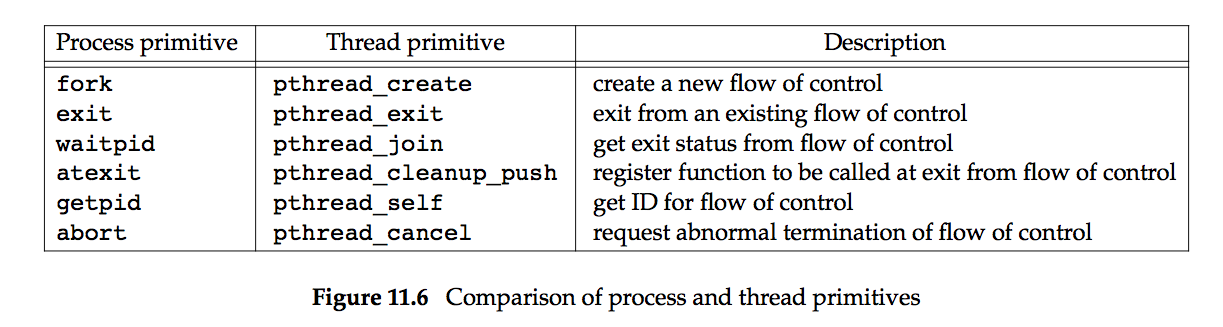 Process primitive Thread primitive Description
fork pthread_create create a new flow of control
exit pthread_exit exit from an existing flow of control
waitpid pthread_join get exit status from flow of control
atexit pthread_cleanup_push register function to be called at exit from flow of control
getpid pthread_self get ID for flow of control
abort pthread_cancel request abnormal termination of flow of control
Figure 11.6 Comparison of process and thread primitives